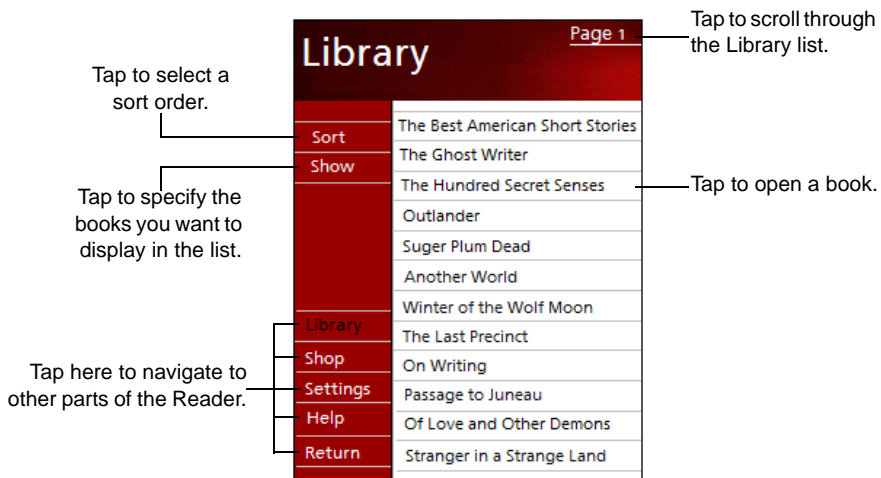 Library
Page 1
Tap to scroll through
the Library list.
Tap to select a
sort order.
Sort
Show
Tap to specify the
books you want to
display in the list.
The Best American Short Stories
The Ghost Writer
The Hundred Secret Senses
Tap to open a book.
Outlander
Suger Plum Dead
Another World
Winter of the Wolf Moon
The Last Precinct
On Writing
Passage to Juneau
Of Love and Other Demons
Stranger in a Strange Land
Library
Shop
Settings
Help
Return
Tap here to navigate to
other parts of the Reader.